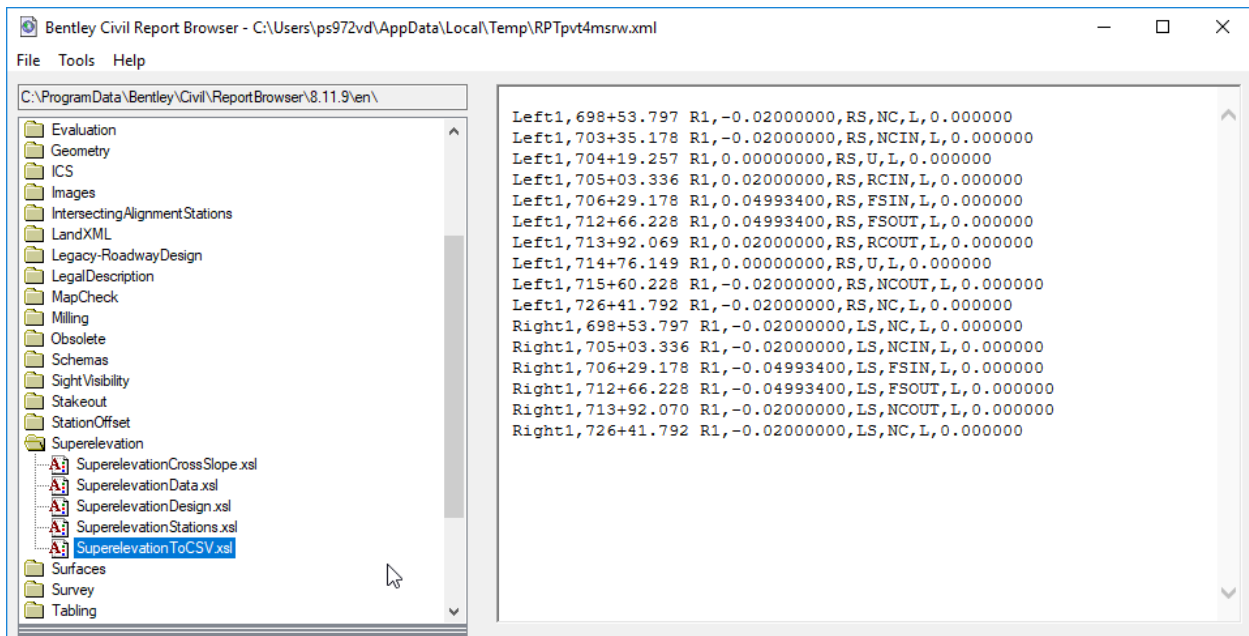 Bentley Civil Report Browser - C:\Users\ps972vd\AppData\Local\Temp\RPTpvt4msrw.xml
File Tools Help
C:\ProgramData\Bentley\Civil\ReportBrowser\8.11.9\en\
Evaluation
Geometry
ICS
Images
IntersectingAlignmentStations
LandXML
Legacy-RoadwayDesign
LegalDescription
MapCheck
Milling
Obsolete
Schemas
SightVisibility
Stakeout
StationOffset
Superelevation
SuperelevationCrossSlope.xsl
SuperelevationData.xsl
SuperelevationDesign.xsl
SuperelevationStations.xsl
SuperelevationToCSV.xsl
Surfaces
Survey
Tabling
Left1,698+53.797 R1,-0.02000000,RS,NC,L,0.000000
Left1,703+35.178 R1,-0.02000000,RS,NCIN,L,0.000000
Left1,704+19.257 R1,0.00000000,RS,U,L,0.000000
Left1,705+03.336 R1,0.02000000,RS,RCIN,L,0.000000
Left1,706+29.178 R1,0.04993400,RS,FSIN,L,0.000000
Left1,712+66.228 R1,0.04993400,RS,FSOUT,L,0.000000
Left1,713+92.069 R1,0.02000000,RS,RCOUT,L,0.000000
Left1,714+76.149 R1,0.00000000,RS,U,L,0.000000
Left1,715+60.228 R1,-0.02000000,RS,NCOUT,L,0.000000
Left1,726+41.792 R1,-0.02000000,RS,NC,L,0.000000
Right1,698+53.797 R1,-0.02000000,LS,NC,L,0.000000
Right1,705+03.336 R1,-0.02000000,LS,NCIN,L,0.000000
Right1,706+29.178 R1,-0.04993400,LS,FSIN,L,0.000000
Right1,712+66.228 R1,-0.04993400,LS,FSOUT,L,0.000000
Right1,713+92.070 R1,-0.02000000,LS,NCOUT,L,0.000000
Right1,726+41.792 R1,-0.02000000,LS,NC,L,0.000000